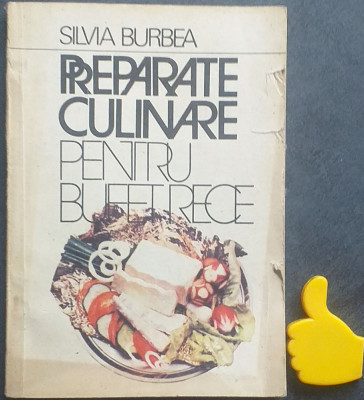 SILVIA BURBEA
PREPARATE
CULINARE
PENTRU
BUFET RECE